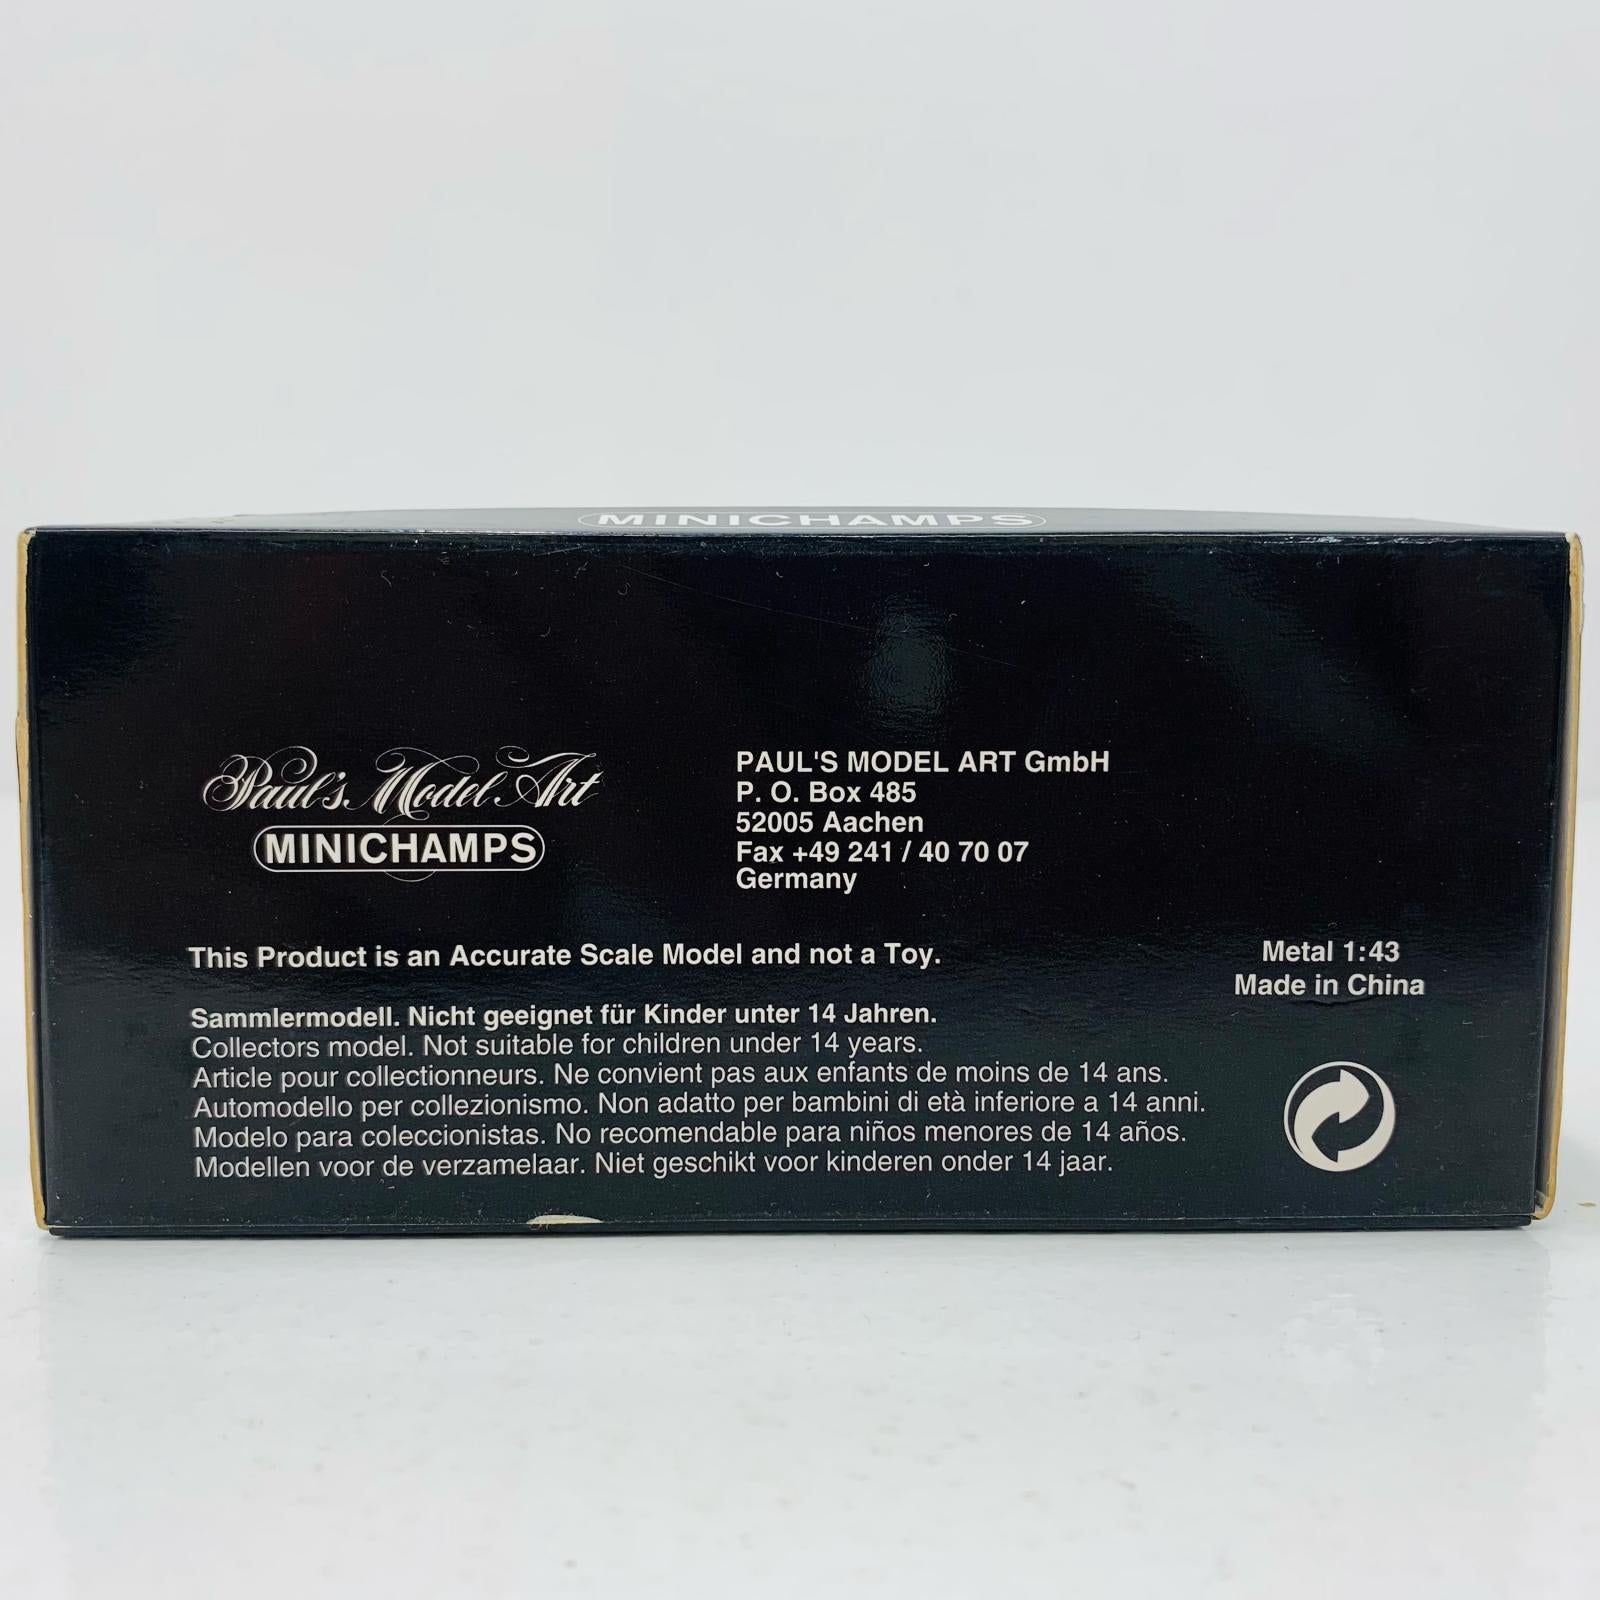 MINICHAMPS
Paul's Model Art
MINICHAMPS
PAUL'S MODEL ART GmbH
P. O. Box 485
52005 Aachen
Fax +49 241 / 40 70 07
Germany
This Product is an Accurate Scale Model and not a Toy.
Metal 1:43
Made in China
Sammlermodell. Nicht geeignet für Kinder unter 14 Jahren.
Collectors model. Not suitable for children under 14 years.
Article pour collectionneurs. Ne convient pas aux enfants de moins de 14 ans.
Automodello per collezionismo. Non adatto per bambini di età inferiore a 14 anni.
Modelo para coleccionistas. No recomendable para niños menores de 14 años.
Modellen voor de verzamelaar. Niet geschikt voor kinderen onder 14 jaar.